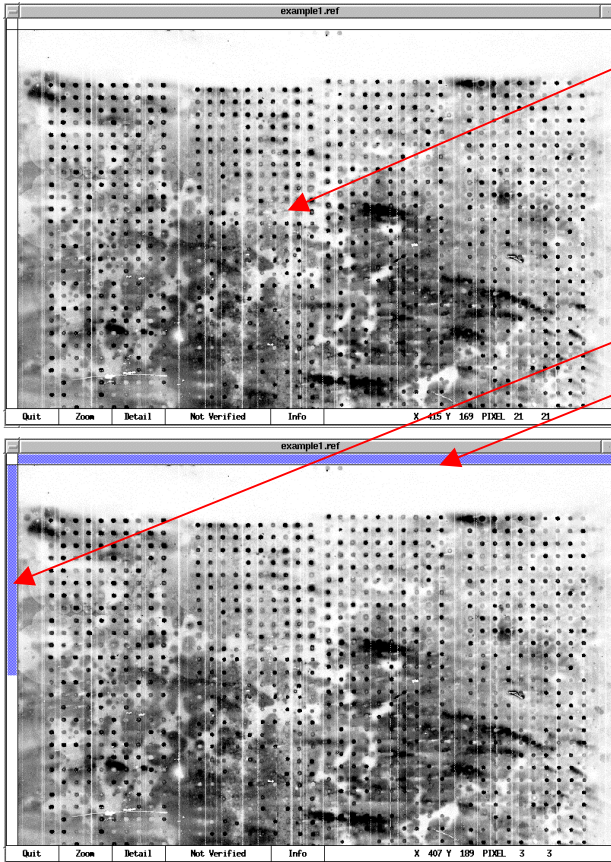 example1.ref
Quit Zoom Detail Not Verified Info X 415 Y 169 PIXEL 21 21
example1.ref
Quit Zoom Detail Not Verified Info X 407 Y 189 PIXEL 3 3